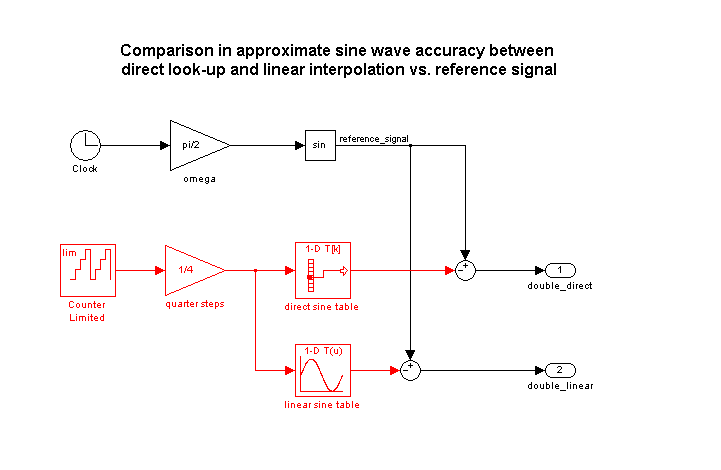 Comparison in approximate sine wave accuracy between
direct look-up and linear interpolation vs. reference signal
Clock
pi/2
omega
sin
reference_signal
lim
Counter
Limited
1/4
quarter steps
1-D T[k]
direct sine table
1
double_direct
1-D T(u)
linear sine table
2
double_linear